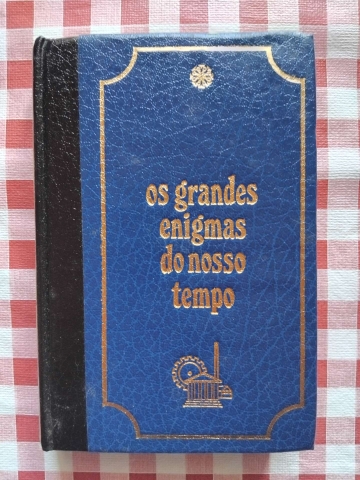 os grandes
enigmas
do nosso
tempo